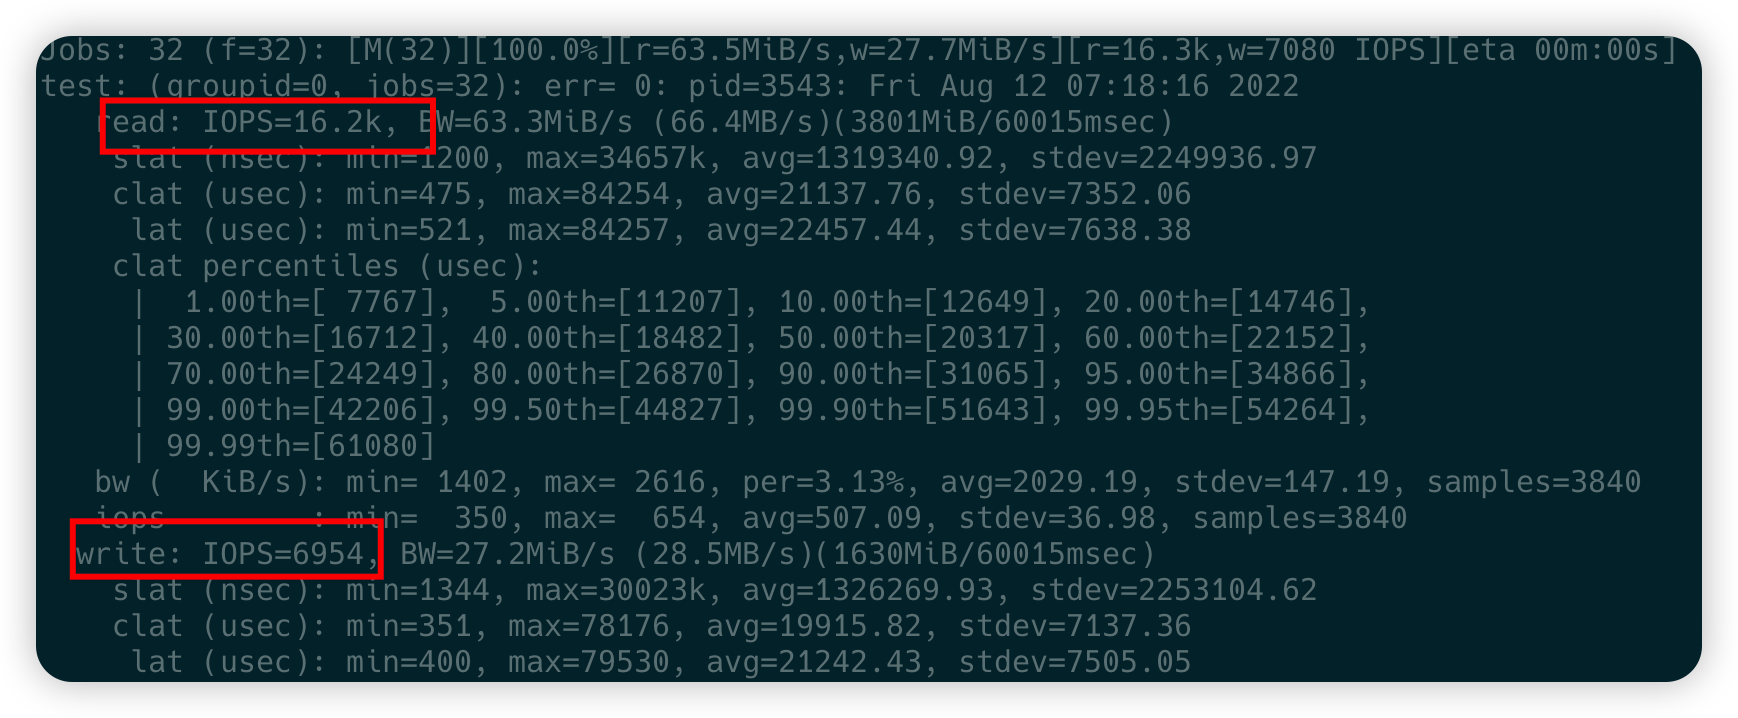 Jobs: 32 (f=32): [M(32)][100.0%][r=63.5MiB/s,w=27.7MiB/s][r=16.3k,w=7080 IOPS][eta 00m:00s]
test: (groupid=0, jobs=32): err= 0: pid=3543: Fri Aug 12 07:18:16 2022
read: IOPS=16.2k, BW=63.3MiB/s (66.4MB/s)(3801MiB/60015msec)
slat (nsec): min=1200, max=34657k, avg=1319340.92, stdev=2249936.97
clat (usec): min=475, max=84254, avg=21137.76, stdev=7352.06
lat (usec): min=521, max=84257, avg=22457.44, stdev=7638.38
clat percentiles (usec):
|  1.00th=[ 7767],  5.00th=[11207], 10.00th=[12649], 20.00th=[14746],
| 30.00th=[16712], 40.00th=[18482], 50.00th=[20317], 60.00th=[22152],
| 70.00th=[24249], 80.00th=[26870], 90.00th=[31065], 95.00th=[34866],
| 99.00th=[42206], 99.50th=[44827], 99.90th=[51643], 99.95th=[54264],
| 99.99th=[61080]
bw (  KiB/s): min= 1402, max= 2616, per=3.13%, avg=2029.19, stdev=147.19, samples=3840
iops        : min=  350, max=  654, avg=507.09, stdev=36.98, samples=3840
write: IOPS=6954, BW=27.2MiB/s (28.5MB/s)(1630MiB/60015msec)
slat (nsec): min=1344, max=30023k, avg=1326269.93, stdev=2253104.62
clat (usec): min=351, max=78176, avg=19915.82, stdev=7137.36
lat (usec): min=400, max=79530, avg=21242.43, stdev=7505.05